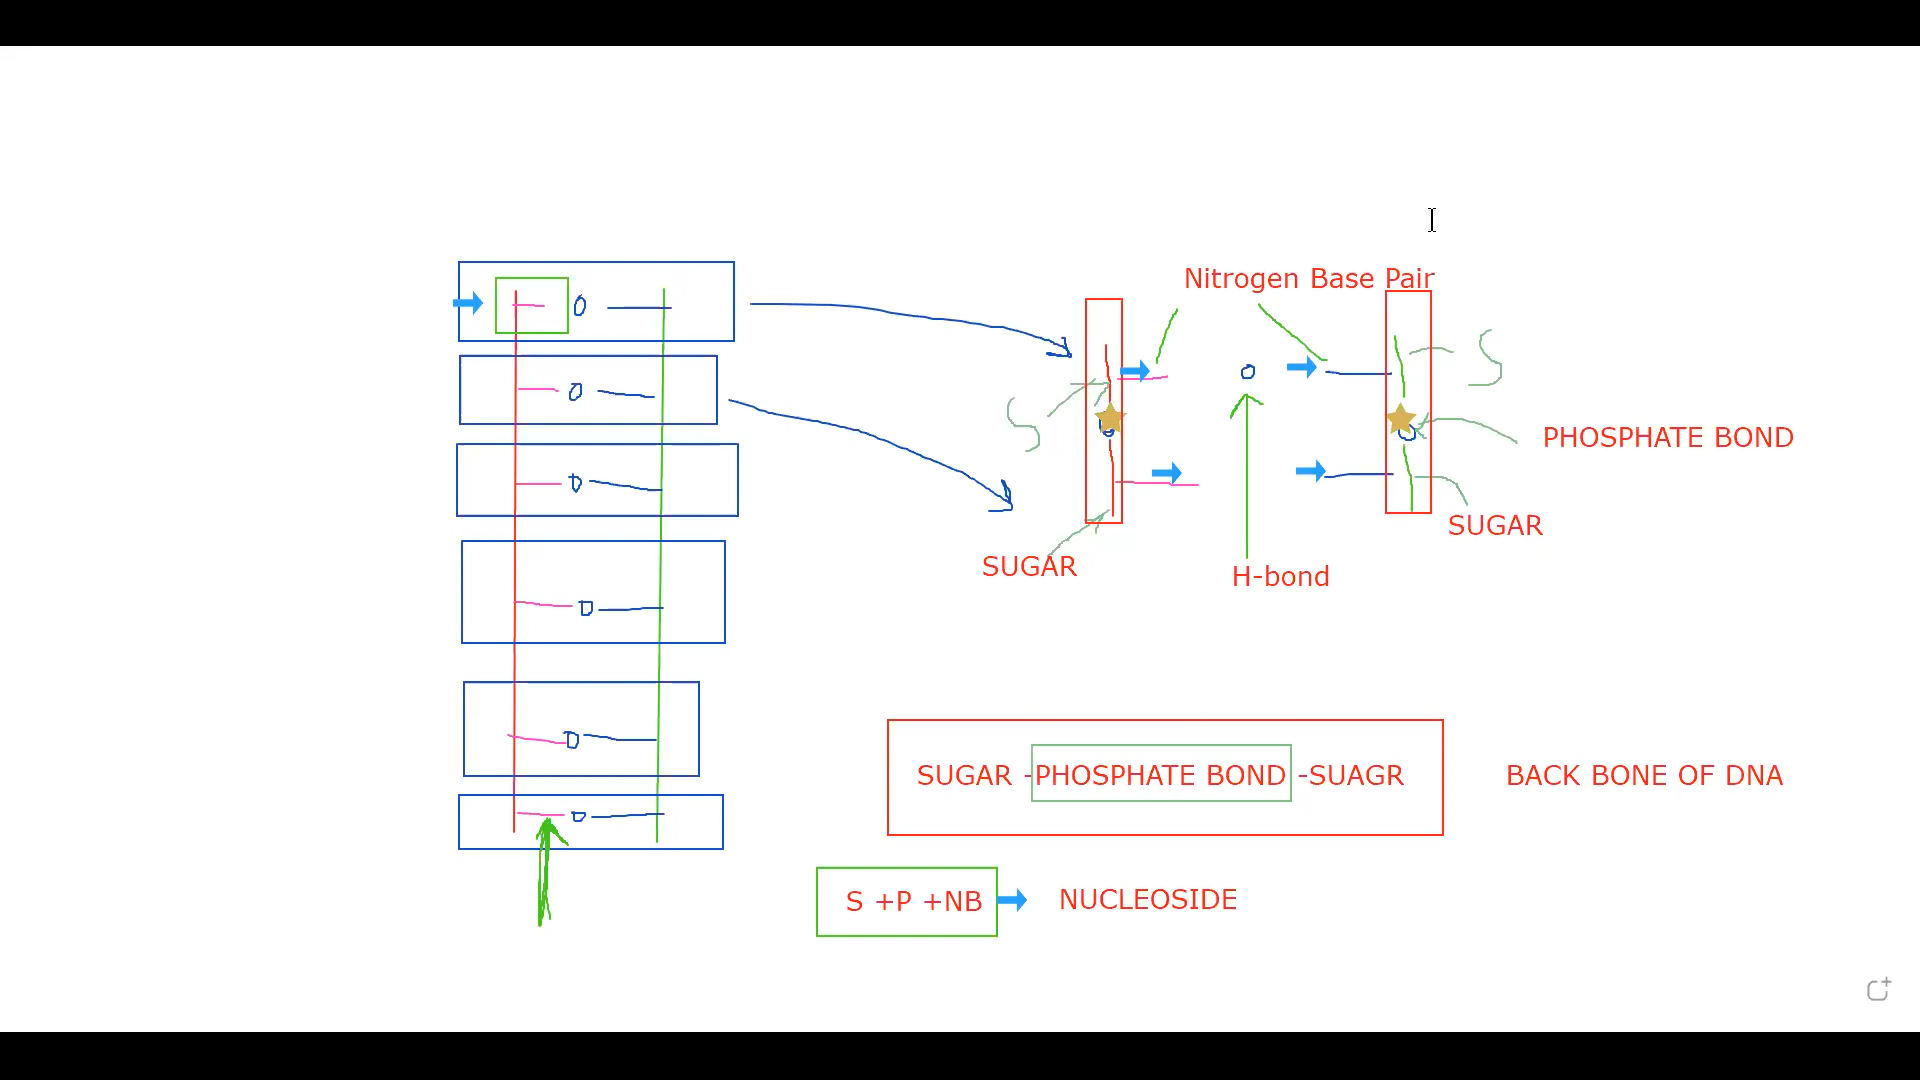 Nitrogen Base Pair
S
S
PHOSPHATE BOND
SUGAR
SUGAR
H-bond
SUGAR -PHOSPHATE BOND -SUAGR
BACK BONE OF DNA
S +P +NB
NUCLEOSIDE